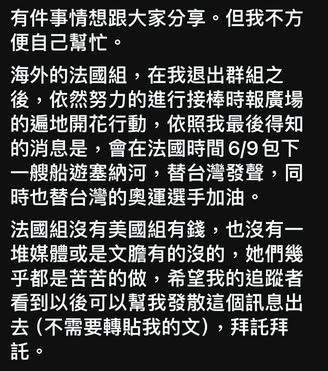 有件事情想跟大家分享。但我不方
便自己幫忙。
海外的法國組，在我退出群組之
後，依然努力的進行接棒時報廣場
的遍地開花行動，依照我最後得知
的消息是，會在法國時間6/9包下
一艘船遊塞納河，替台灣發聲，同
時也替台灣的奧運選手加油。
法國組沒有美國組有錢，也沒有一
堆媒體或是文膽有的沒的，她們幾
乎都是苦苦的做，希望我的追蹤者
看到以後可以幫我發散這個訊息出
去（不需要轉貼我的文），拜託拜
託。